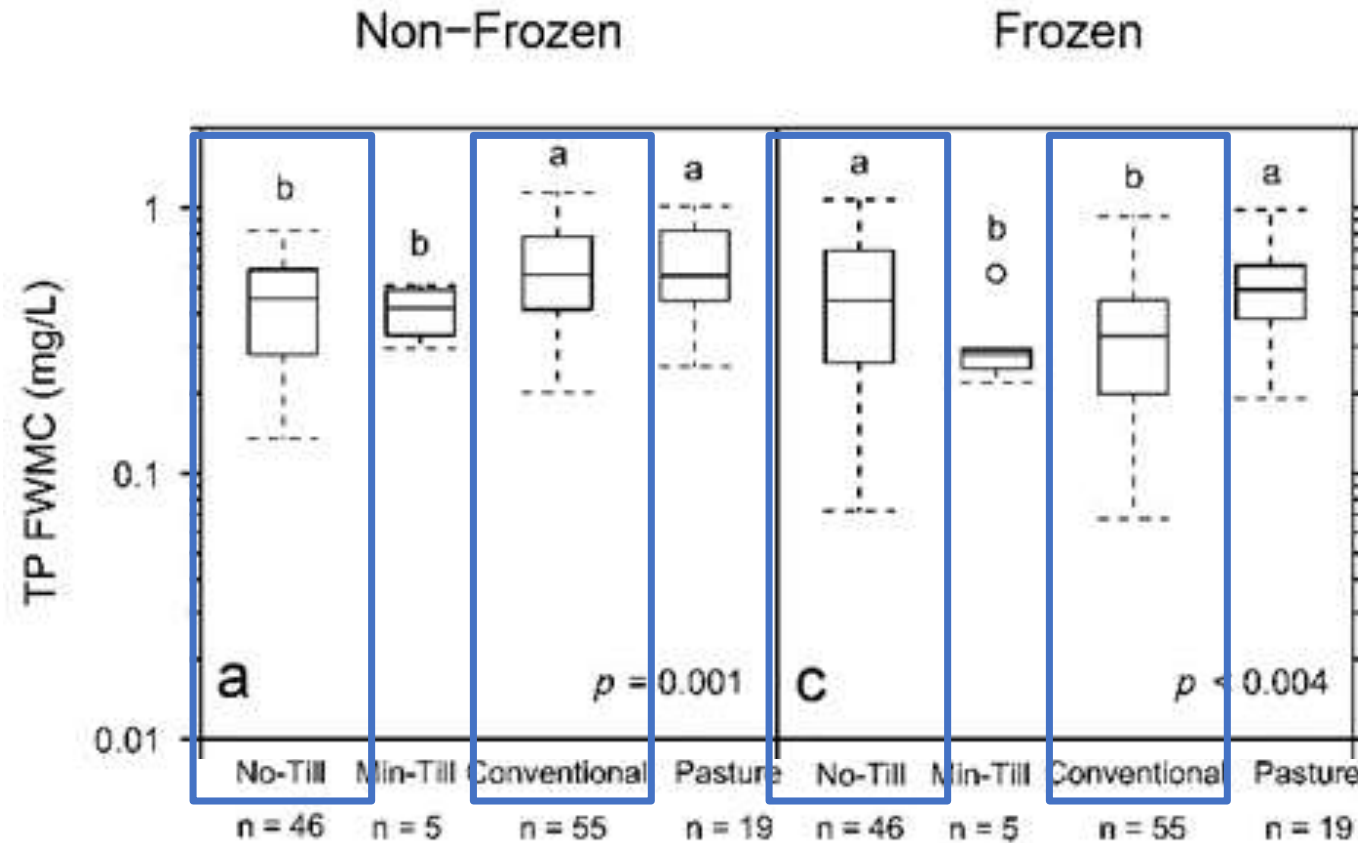 Non-Frozen Frozen
TP FWMC (mg/L)
1
0.1
0.01
b b a a
a b b a
a p = 0.001
c p < 0.004
No-Till Min-Till Conventional Pasture No-Till Min-Till Conventional Pasture
n = 46 n = 5 n = 55 n = 19 n = 46 n = 5 n = 55 n = 19